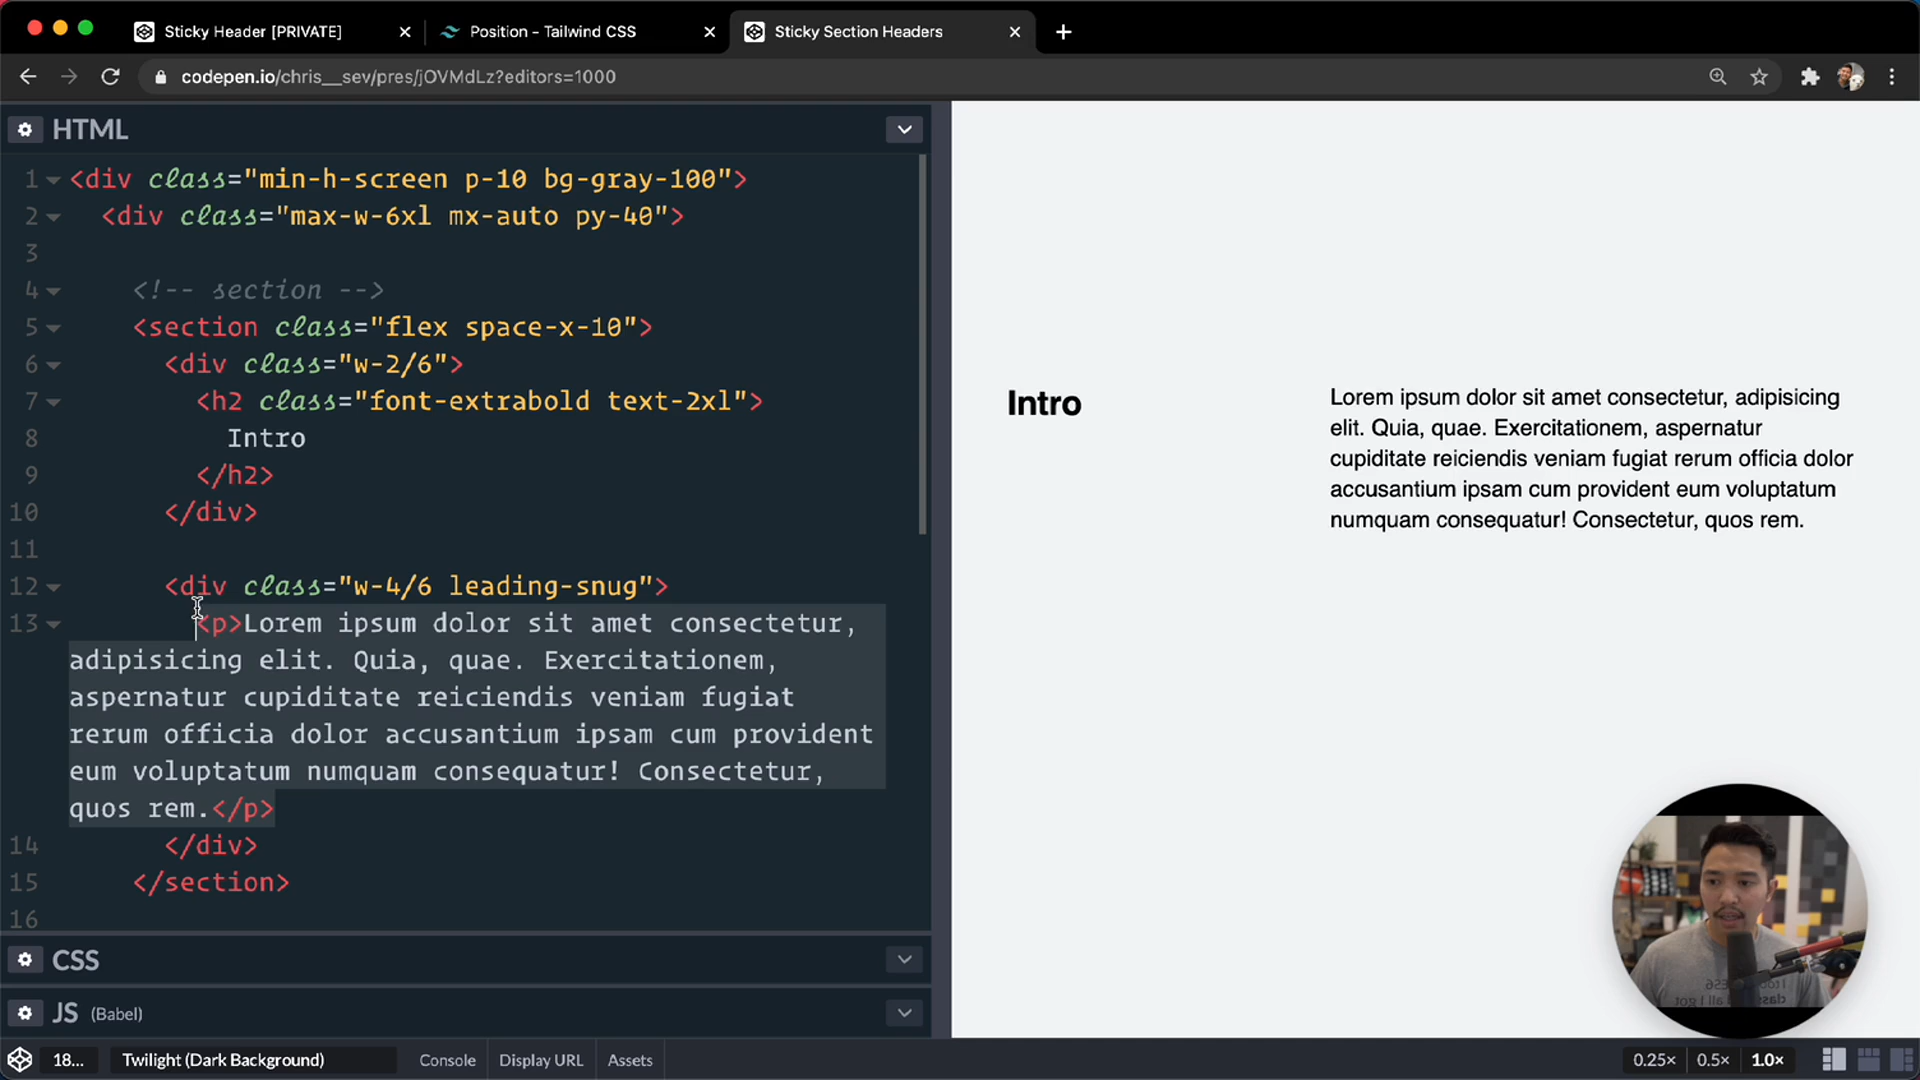 Sticky Header [PRIVATE]
Position - Tailwind CSS
Sticky Section Headers
codepen.io/chris__sev/pres/jOVMdLz?editors=1000
HTML
1 <div class="min-h-screen p-10 bg-gray-100">
2 <div class="max-w-6xl mx-auto py-40">
3
4 <!-- section -->
5 <section class="flex space-x-10">
6 <div class="w-2/6">
7 <h2 class="font-extrabold text-2xl">
8 Intro
9 </h2>
10 </div>
11
12 <div class="w-4/6 leading-snug">
13 <p>Lorem ipsum dolor sit amet consectetur,
adipisicing elit. Quia, quae. Exercitationem,
aspernatur cupiditate reiciendis veniam fugiat
rerum officia dolor accusantium ipsam cum provident
eum voluptatum numquam consequatur! Consectetur,
quos rem.</p>
14 </div>
15 </section>
16
CSS
JS (Babel)
Intro
Lorem ipsum dolor sit amet consectetur, adipisicing
elit. Quia, quae. Exercitationem, aspernatur
cupiditate reiciendis veniam fugiat rerum officia dolor
accusantium ipsam cum provident eum voluptatum
numquam consequatur! Consectetur, quos rem.
18... Twilight (Dark Background) Console Display URL Assets
0.25× 0.5× 1.0×